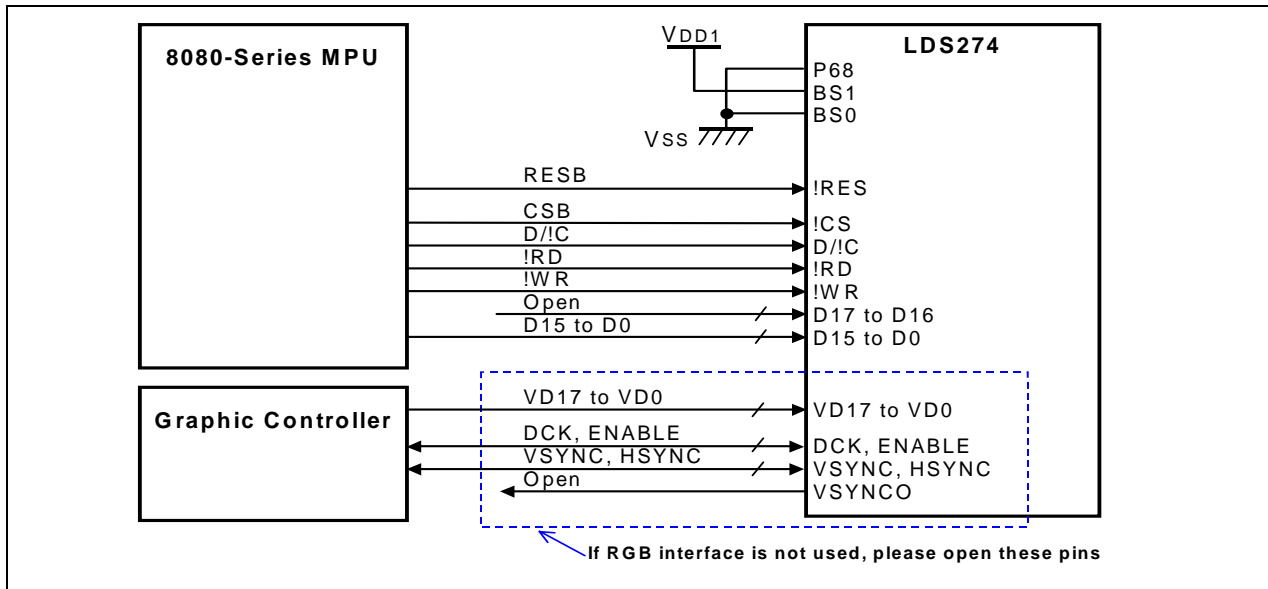 8080-Series MPU
VDD1
LDS274
P68
BS1
BS0
VSS
RESB
!RES
CSB
!CS
D/!C
D/!C
!RD
!RD
!WR
!WR
Open
D17 to D16
D15 to D0
D15 to D0
Graphic Controller
VD17 to VD0
VD17 to VD0
DCK, ENABLE
DCK, ENABLE
VSYNC, HSYNC
VSYNC, HSYNC
Open
VSYNCO
If RGB interface is not used, please open these pins